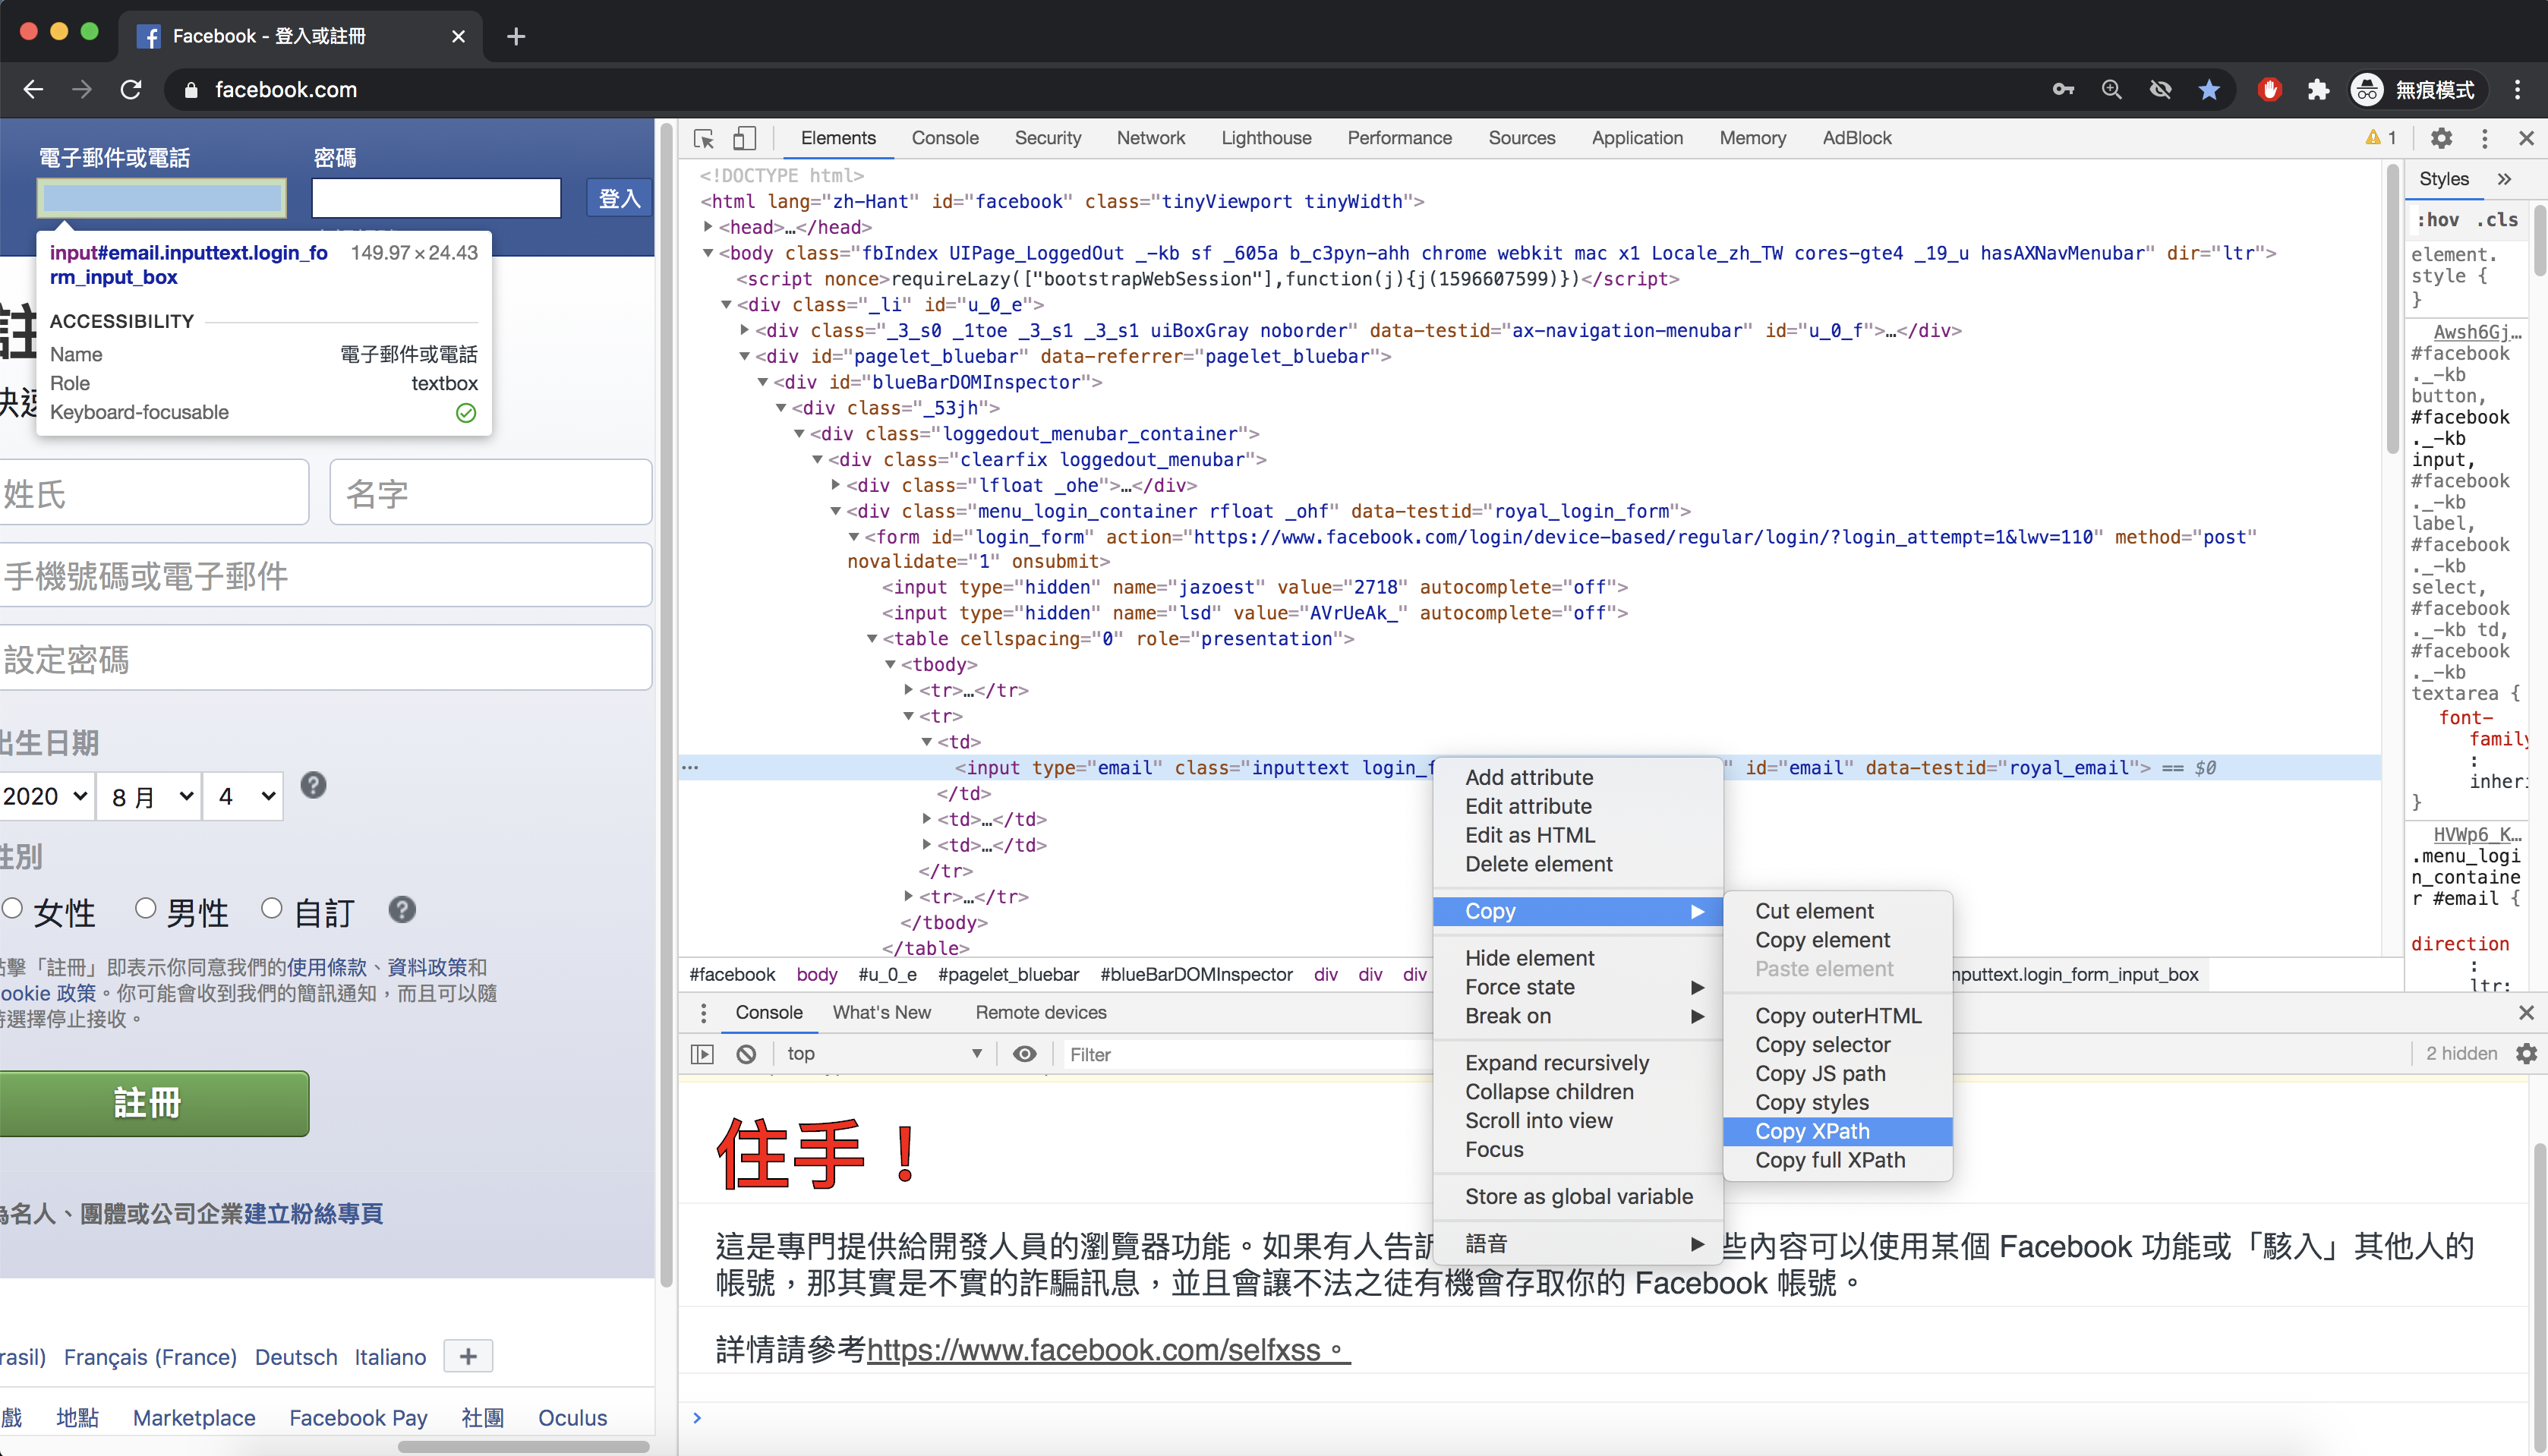 Facebook - 登入或註冊
facebook.com
無痕模式
電子郵件或電話
密碼
登入
input#email.inputtext.login_fo
rm_input_box
149.97 × 24.43
ACCESSIBILITY
Name
電子郵件或電話
Role
textbox
Keyboard-focusable
註
快速
姓氏
名字
手機號碼或電子郵件
設定密碼
出生日期
2020
8 月
4
?
性別
女性
男性
自訂
?
點擊「註冊」即表示你同意我們的使用條款、資料政策和
ookie 政策。你可能會收到我們的簡訊通知，而且可以隨
時選擇停止接收。
註冊
為名人、團體或公司企業建立粉絲專頁
rasil) Français (France) Deutsch Italiano +
戲 地點 Marketplace Facebook Pay 社團 Oculus
Elements Console Security Network Lighthouse Performance Sources Application Memory AdBlock
1
<!DOCTYPE html>
<html lang="zh-Hant" id="facebook" class="tinyViewport tinyWidth">
<head>…</head>
<body class="fbIndex UIPage_LoggedOut _-kb sf _605a b_c3pyn-ahh chrome webkit mac x1 Locale_zh_TW cores-gte4 _19_u hasAXNavMenubar" dir="ltr">
<script nonce>requireLazy(["bootstrapWebSession"],function(j){j(1596607599)})</script>
<div class="_li" id="u_0_e">
<div class="_3_s0 _1toe _3_s1 _3_s1 uiBoxGray noborder" data-testid="ax-navigation-menubar" id="u_0_f">…</div>
<div id="pagelet_bluebar" data-referrer="pagelet_bluebar">
<div id="blueBarDOMInspector">
<div class="_53jh">
<div class="loggedout_menubar_container">
<div class="clearfix loggedout_menubar">
<div class="lfloat _ohe">…</div>
<div class="menu_login_container rfloat _ohf" data-testid="royal_login_form">
<form id="login_form" action="https://www.facebook.com/login/device-based/regular/login/?login_attempt=1&lwv=110" method="post"
novalidate="1" onsubmit>
<input type="hidden" name="jazoest" value="2718" autocomplete="off">
<input type="hidden" name="lsd" value="AVrUeAk_" autocomplete="off">
<table cellspacing="0" role="presentation">
<tbody>
<tr>…</tr>
<tr>
<td>
<input type="email" class="inputtext login_f " id="email" data-testid="royal_email"> == $0
</td>
<td>…</td>
<td>…</td>
</tr>
<tr>…</tr>
</tbody>
</table>
#facebook body #u_0_e #pagelet_bluebar #blueBarDOMInspector div div div nputtext.login_form_input_box
Add attribute
Edit attribute
Edit as HTML
Delete element
Copy
Hide element
Force state
Break on
Expand recursively
Collapse children
Scroll into view
Focus
Store as global variable
語音
Cut element
Copy element
Paste element
Copy outerHTML
Copy selector
Copy JS path
Copy styles
Copy XPath
Copy full XPath
Styles
:hov .cls
element.
style {
}
Awsh6Gj…
#facebook
._-kb
button,
#facebook
._-kb
input,
#facebook
._-kb
label,
#facebook
._-kb
select,
#facebook
._-kb td,
#facebook
._-kb
textarea {
font-
family
:
inheri
}
HVWp6_K…
.menu_logi
n_containe
r #email {
direction
:
ltr;
Console What's New Remote devices
top
Filter
2 hidden
住手！
這是專門提供給開發人員的瀏覽器功能。如果有人告訴 些內容可以使用某個 Facebook 功能或「駭入」其他人的
帳號，那其實是不實的詐騙訊息，並且會讓不法之徒有機會存取你的 Facebook 帳號。
詳情請參考https://www.facebook.com/selfxss。